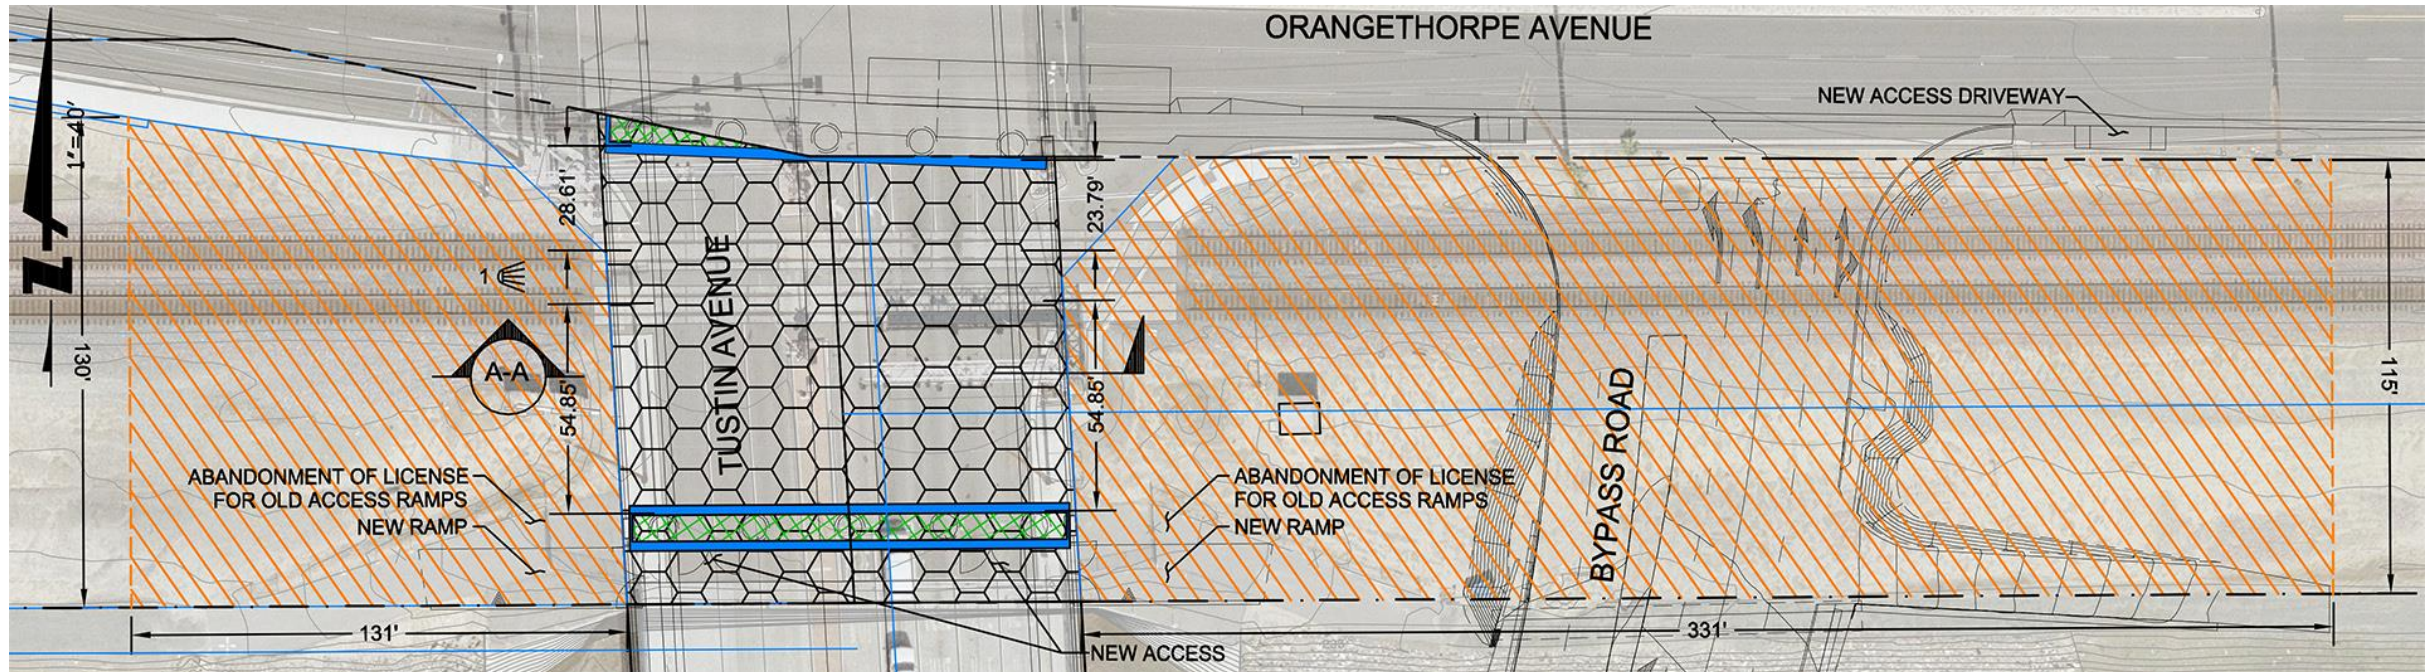 ORANGETHORPE AVENUE
NEW ACCESS DRIVEWAY
1"=40'
N
28.61'
23.79'
TUSTIN AVENUE
1
130'
A-A
54.85'
54.85'
115'
BYPASS ROAD
ABANDONMENT OF LICENSE
FOR OLD ACCESS RAMPS
NEW RAMP
ABANDONMENT OF LICENSE
FOR OLD ACCESS RAMPS
NEW RAMP
131'
331'
NEW ACCESS